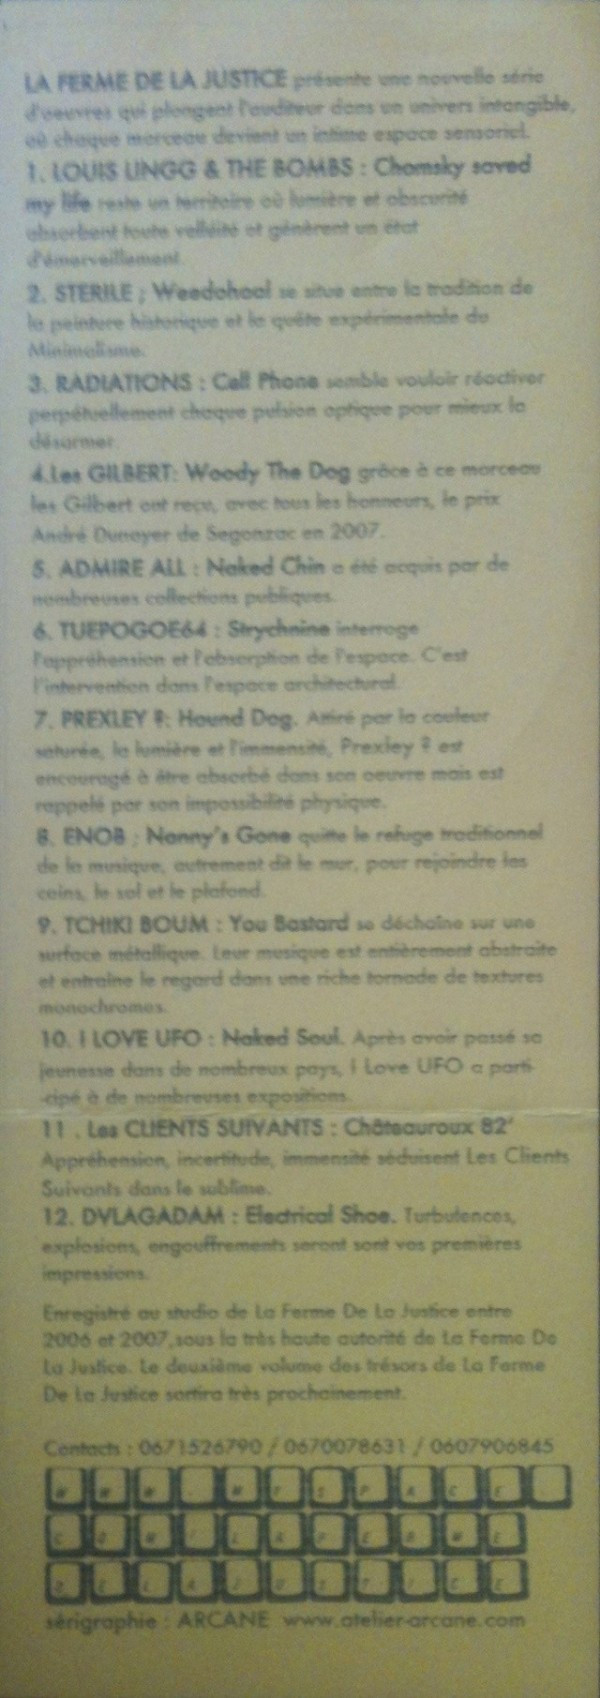 LA FERME DE LA JUSTICE présente une nouvelle série
d'oeuvres qui plongent l'auditeur dans un univers intangible,
où chaque morceau devient un intime espace sensoriel.
1. LOUIS LINGG & THE BOMBS : Chomsky saved
my life reste un territoire où lumière et obscurité
absorbent toute velléité et génèrent un état
d'émerveillement.
2. STERILE ; Weedohool se situe entre la tradition de
la peinture historique et la quête expérimentale du
Minimalisme.
3. RADIATIONS : Cell Phone semble vouloir réactiver
perpétuellement chaque pulsion optique pour mieux la
désarmer.
4.Les GILBERT: Woody The Dog grâce à ce morceau
les Gilbert ont reçu, avec tous les honneurs, le prix
André Dunoyer de Segonzac en 2007.
5. ADMIRE ALL : Naked Chin a été acquis par de
nombreuses collections publiques.
6. TUEPOGOE64 : Strychnine interroge
l'appréhension et l'absorption de l'espace. C'est
l'intervention dans l'espace architectural.
7. PREXLEY ?: Hound Dog. Attiré par la couleur
saturée, la lumière et l'immensité, Prexley ? est
encouragé à être absorbé dans son oeuvre mais est
rappelé par son impossibilité physique.
8. ENOB ; Nanny's Gone quitte le refuge traditionnel
de la musique, autrement dit le mur, pour rejoindre les
coins, le sol et le plafond.
9. TCHIKI BOUM : You Bastard se déchaîne sur une
surface métallique. Leur musique est entièrement abstraite
et entraîne le regard dans une riche tornade de textures
monochromes.
10. I LOVE UFO : Naked Soul. Après avoir passé sa
jeunesse dans de nombreux pays, I Love UFO a parti-
-cipé à de nombreuses expositions.
11 . Les CLIENTS SUIVANTS : Châteauroux 82'
Appréhension, incertitude, immensité séduisent Les Clients
Suivants dans le sublime.
12. DYLAGADAM : Electrical Shoe. Turbulences,
explosions, engouffrements seront sont vos premières
impressions.
Enregistré au studio de La Ferme De La Justice entre
2006 et 2007,sous la très haute autorité de La Ferme De
La Justice. Le deuxième volume des trésors de La Ferme
De La Justice sortira très prochainement.
Contacts : 0671526790 / 0670078631 / 0607906845
W W W . M Y S P A C E .
C O M / L A F E R M E
D E L A J U S T I C E
sérigraphie : ARCANE www.atelier-arcane.com